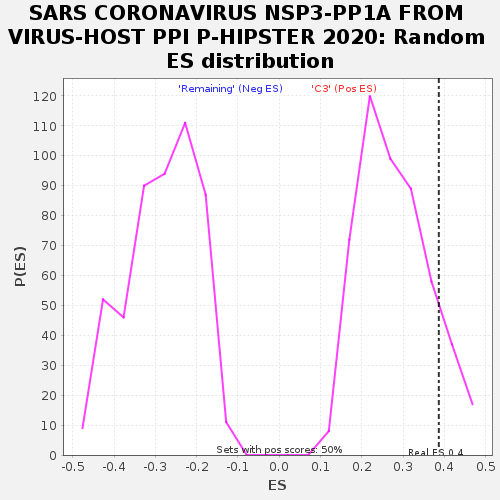 SARS CORONAVIRUS NSP3-PP1A FROM
VIRUS-HOST PPI P-HIPSTER 2020: Random
ES distribution
'Remaining' (Neg ES)
'C3' (Pos ES)
120
110
100
90
80
70
60
50
40
30
20
10
0
P(ES)
Sets with pos scores: 50%
Real ES 0.4
-0.5
-0.4
-0.3
-0.2
-0.1
0.0
0.1
0.2
0.3
0.4
0.5
ES